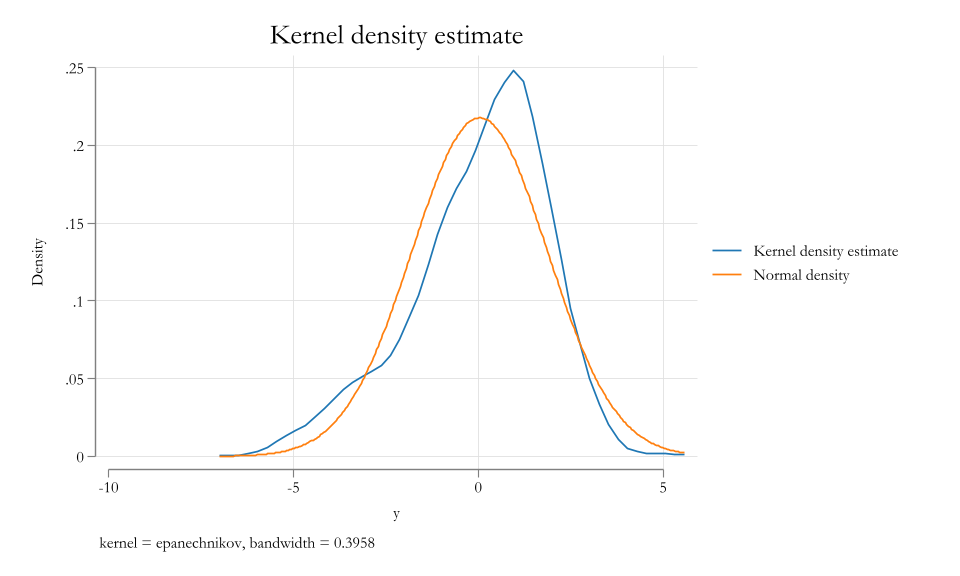 Kernel density estimate
.25
.2
.15
.1
.05
0
Density
-10
-5
0
5
y
Kernel density estimate
Normal density
kernel = epanechnikov, bandwidth = 0.3958